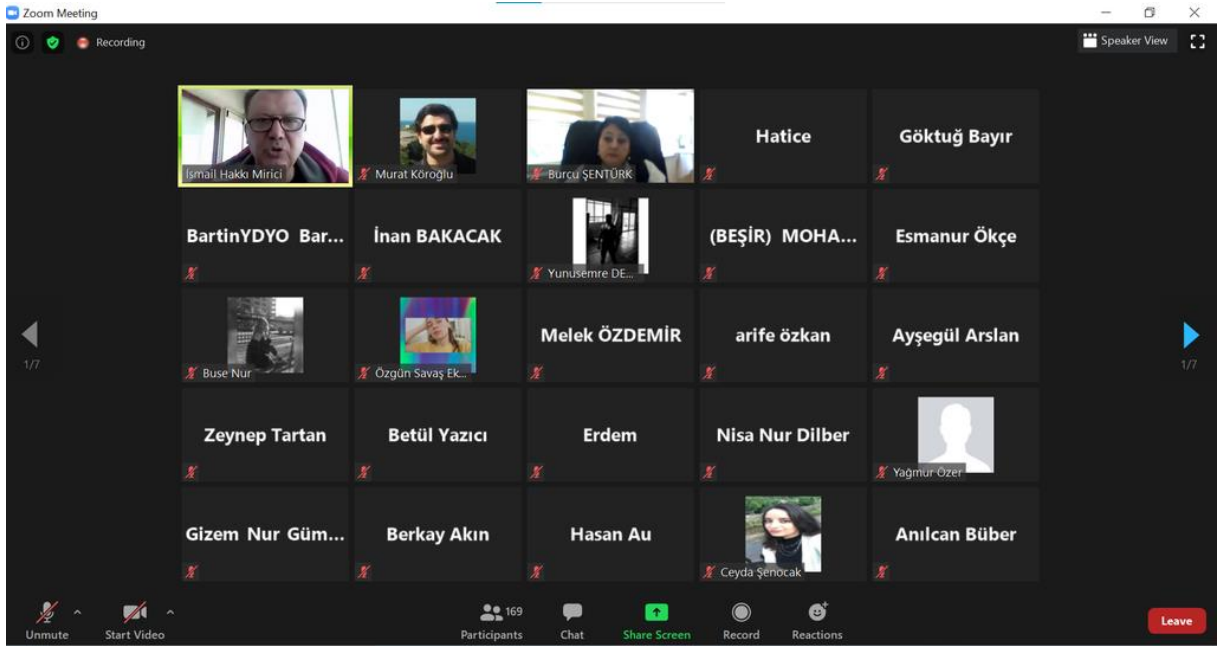 Zoom Meeting
Recording
Speaker View
İsmail Hakkı Mirici
Murat Köroğlu
Burcu ŞENTÜRK
Hatice
Göktuğ Bayır
BartinYDYO Bar...
İnan BAKACAK
Yunusemre DE...
(BEŞİR) MOHA...
Esmanur Ökçe
Buse Nur
Özgün Savaş Ek...
Melek ÖZDEMİR
arife özkan
Ayşegül Arslan
1/7
1/7
Zeynep Tartan
Betül Yazıcı
Erdem
Nisa Nur Dilber
Yağmur Özer
Gizem Nur Güm...
Berkay Akın
Hasan Au
Ceyda Şenocak
Anılcan Büber
Unmute
Start Video
169
Participants
Chat
Share Screen
Record
Reactions
Leave